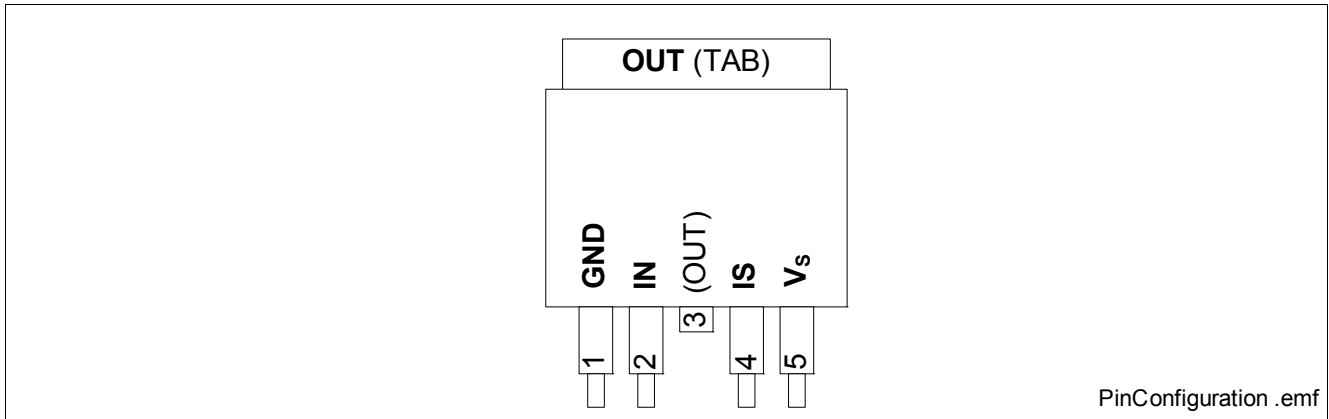 OUT (TAB)
GND
IN
(OUT)
IS
Vs
1
2
3
4
5
PinConfiguration .emf